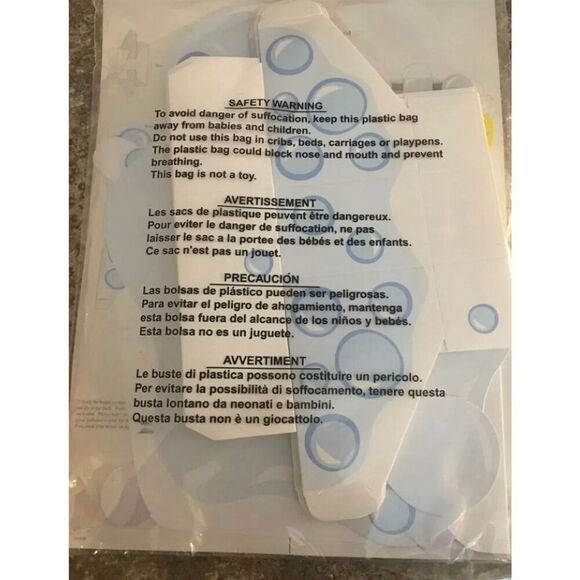 SAFETY WARNING
To avoid danger of suffocation, keep this plastic bag
away from babies and children.
Do not use this bag in cribs, beds, carriages or playpens.
The plastic bag could block nose and mouth and prevent
breathing.
This bag is not a toy.
AVERTISSEMENT
Les sacs de plastique peuvent être dangereux.
Pour eviter le danger de suffocation, ne pas
laisser le sac a la portee des bébés et des enfants.
Ce sac n'est pas un jouet.
PRECAUCIÓN
Las bolsas de plástico pueden ser peligrosas.
Para evitar el peligro de ahogamiento, mantenga
esta bolsa fuera del alcance de los niños y bebés.
Esta bolsa no es un juguete.
AVVERTIMENT
Le buste di plastica possono costituire un pericolo.
Per evitare la possibilità di soffocamento, tenere questa
busta lontano da neonati e bambini.
Questa busta non è un giocattolo.